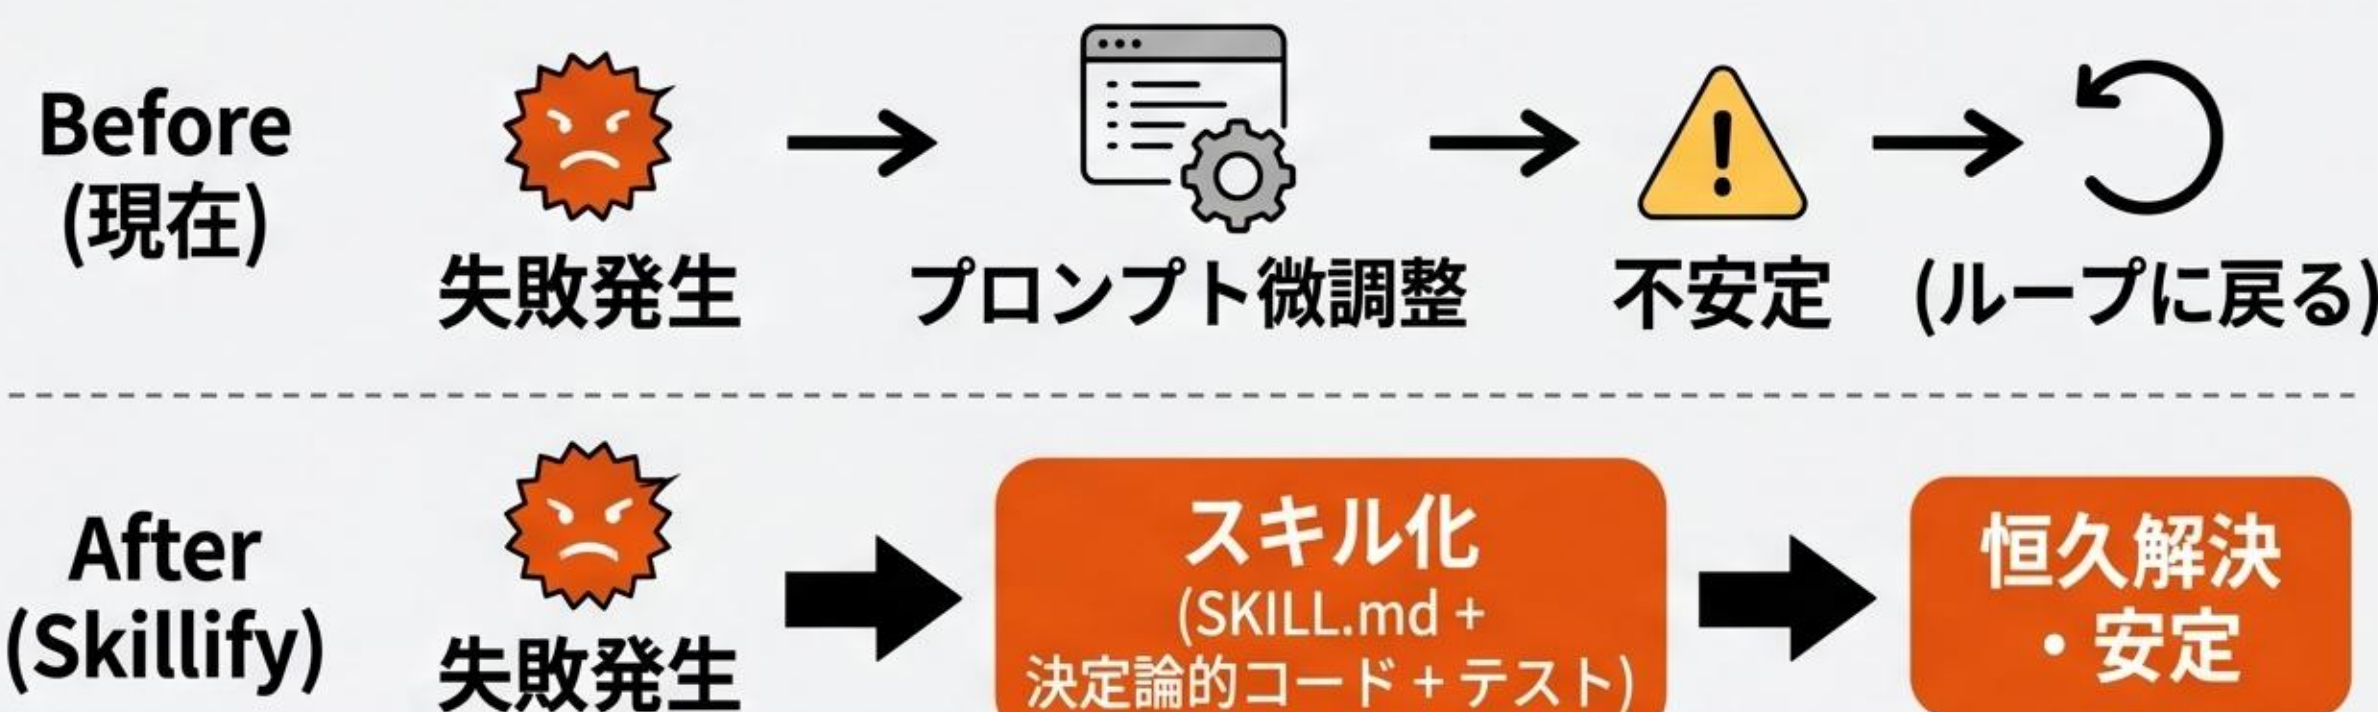 Before
(現在)
失敗発生
プロンプト微調整
不安定
(ループに戻る)
After
(Skillify)
失敗発生
スキル化
(SKILL.md +
決定論的コード + テスト)
恒久解決
・安定